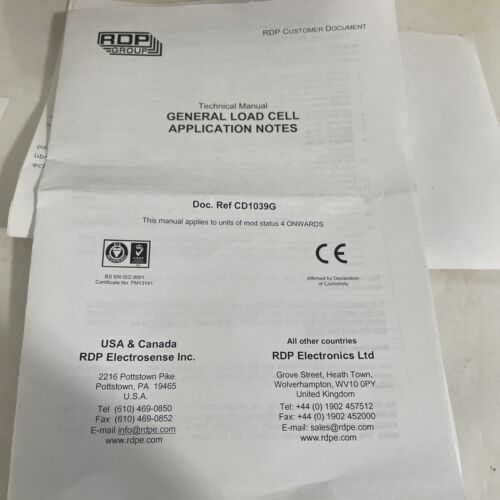 RDP CUSTOMER DOCUMENT
RDP
GROUP
Technical Manual
GENERAL LOAD CELL
APPLICATION NOTES
Doc. Ref CD1039G
This manual applies to units of mod status 4 ONWARDS
BS EN ISO 9001
Certificate No. FM13141
CE
Affirmed by Declaration
of Conformity
USA & Canada
RDP Electrosense Inc.
2216 Pottstown Pike
Pottstown, PA 19465
U.S.A.
Tel (610) 469-0850
Fax (610) 469-0852
E-mail info@rdpe.com
www.rdpe.com
All other countries
RDP Electronics Ltd
Grove Street, Heath Town,
Wolverhampton, WV10 0PY
United Kingdom
Tel: +44 (0) 1902 457512
Fax: +44 (0) 1902 452000
E-mail: sales@rdpe.com
www.rdpe.com